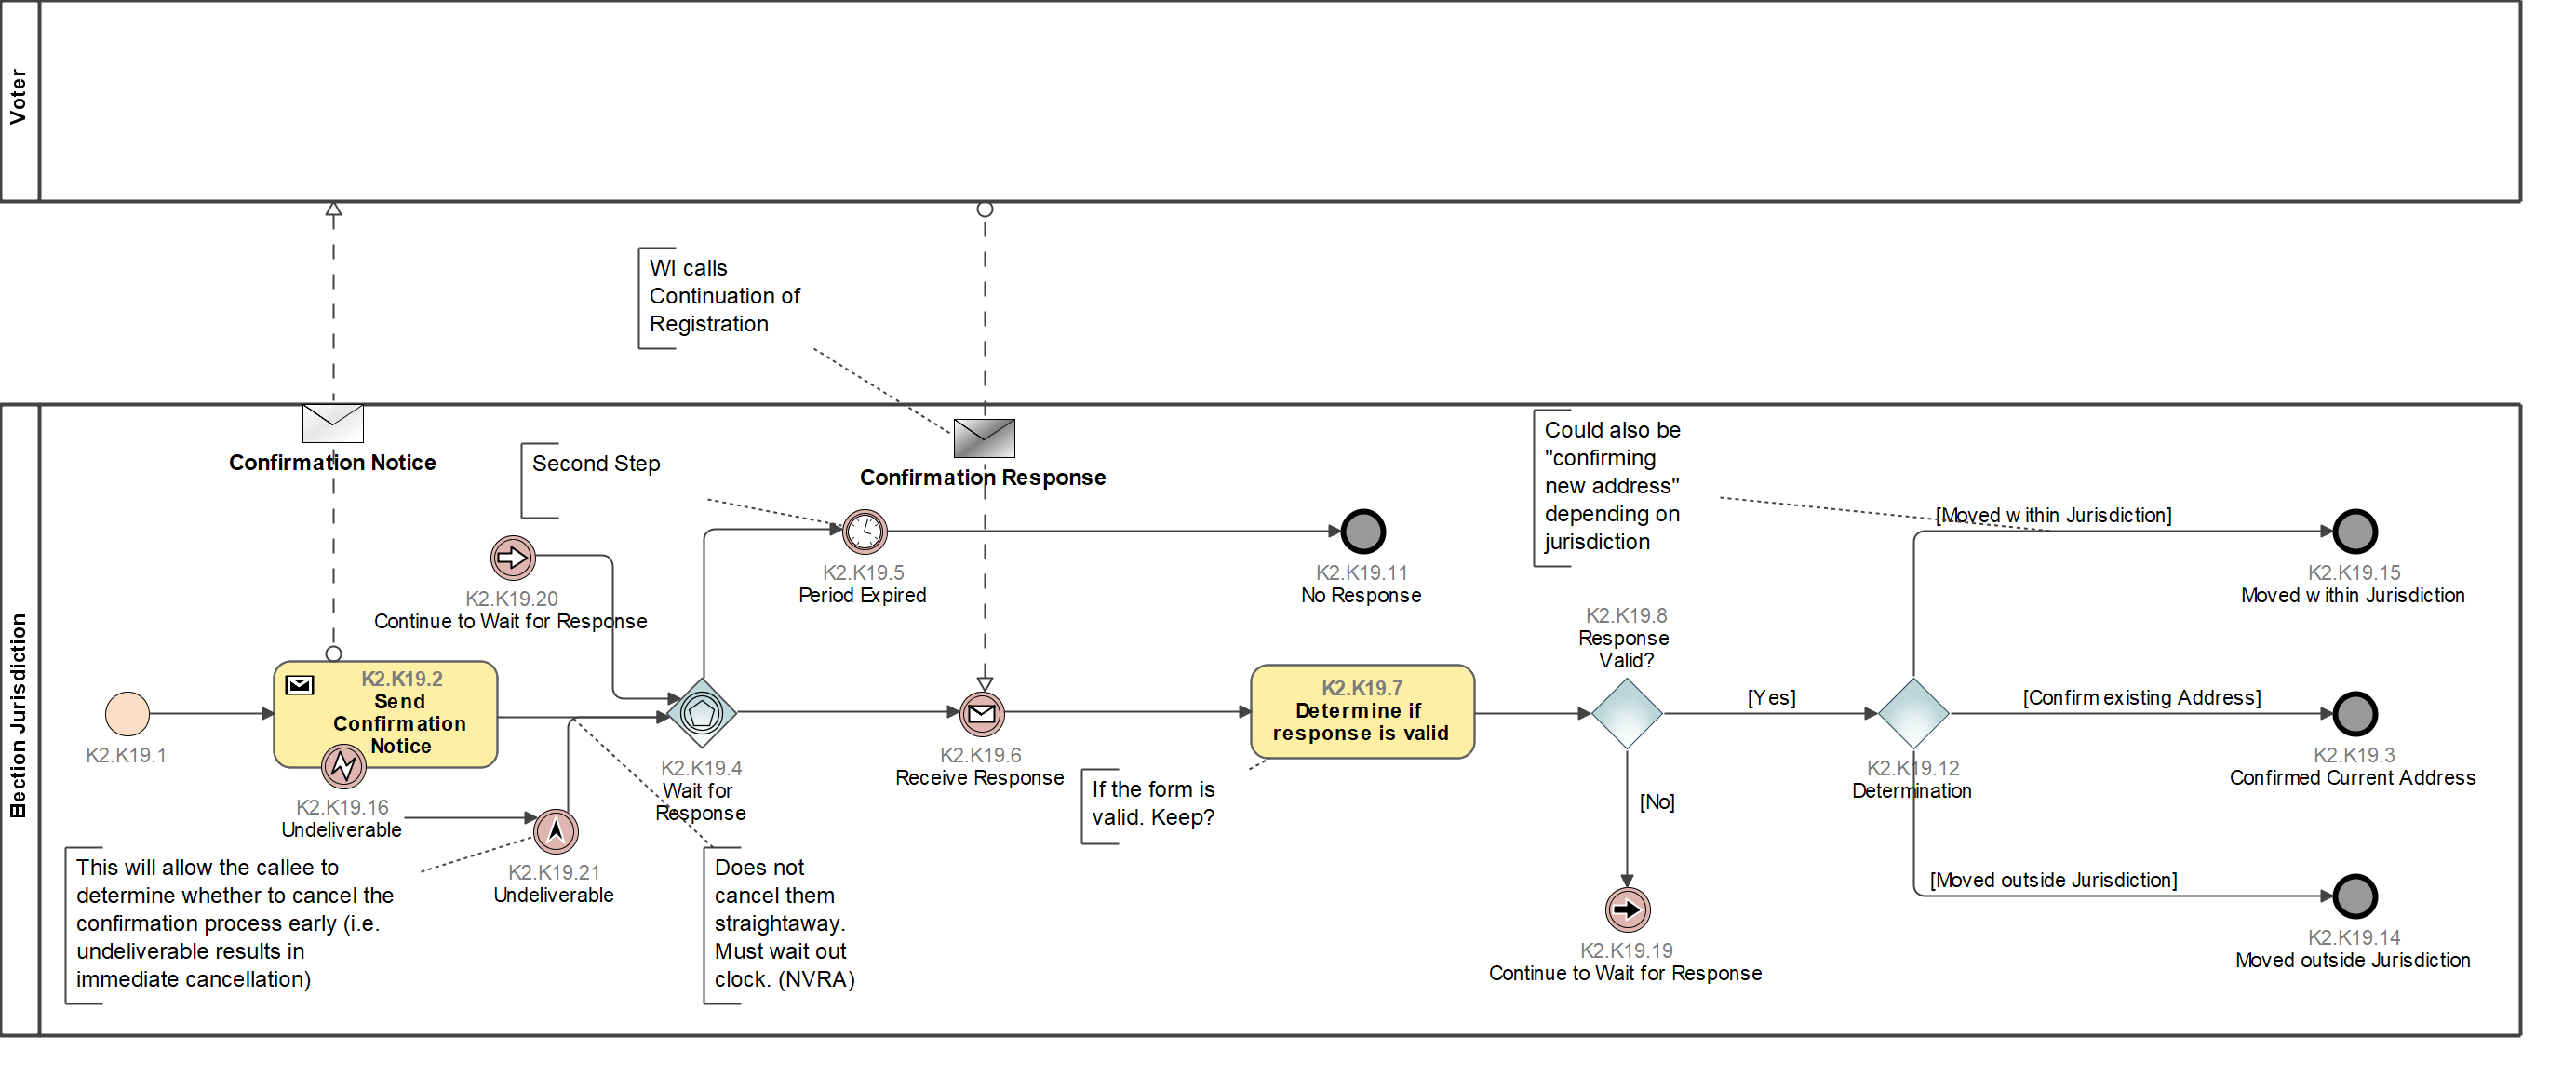 Voter
WI calls
Continuation of
Registration
Election Jurisdiction
Confirmation Notice
Second Step
Confirmation Response
Could also be
"confirming
new address"
depending on
jurisdiction
[Moved within Jurisdiction]
K2.K19.20
Continue to Wait for Response
K2.K19.5
Period Expired
K2.K19.11
No Response
K2.K19.15
Moved within Jurisdiction
K2.K19.8
Response
Valid?
K2.K19.1
K2.K19.2
Send
Confirmation
Notice
K2.K19.7
Determine if
response is valid
[Yes]
[Confirm existing Address]
K2.K19.16
Undeliverable
K2.K19.21
Undeliverable
K2.K19.4
Wait for
Response
K2.K19.6
Receive Response
If the form is
valid. Keep?
[No]
K2.K19.12
Determination
K2.K19.3
Confirmed Current Address
This will allow the callee to
determine whether to cancel the
confirmation process early (i.e.
undeliverable results in
immediate cancellation)
Does not
cancel them
straightaway.
Must wait out
clock. (NVRA)
[Moved outside Jurisdiction]
K2.K19.19
Continue to Wait for Response
K2.K19.14
Moved outside Jurisdiction